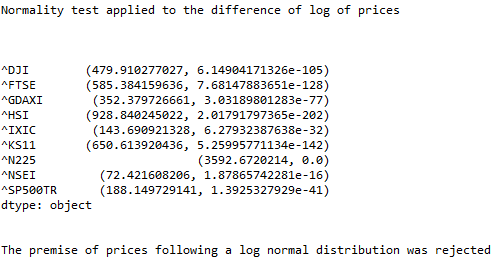 Normality test applied to the difference of log of prices
^DJI        (479.910277027, 6.14904171326e-105)
^FTSE       (585.384159636, 7.68147883651e-128)
^GDAXI       (352.379726661, 3.03189801283e-77)
^HSI        (928.840245022, 2.01791797365e-202)
^IXIC        (143.690921328, 6.27932387638e-32)
^KS11       (650.613920436, 5.25995771134e-142)
^N225                      (3592.6720214, 0.0)
^NSEI         (72.421608206, 1.87865742281e-16)
^SP500TR      (188.149729141, 1.3925327929e-41)
dtype: object
The premise of prices following a log normal distribution was rejected